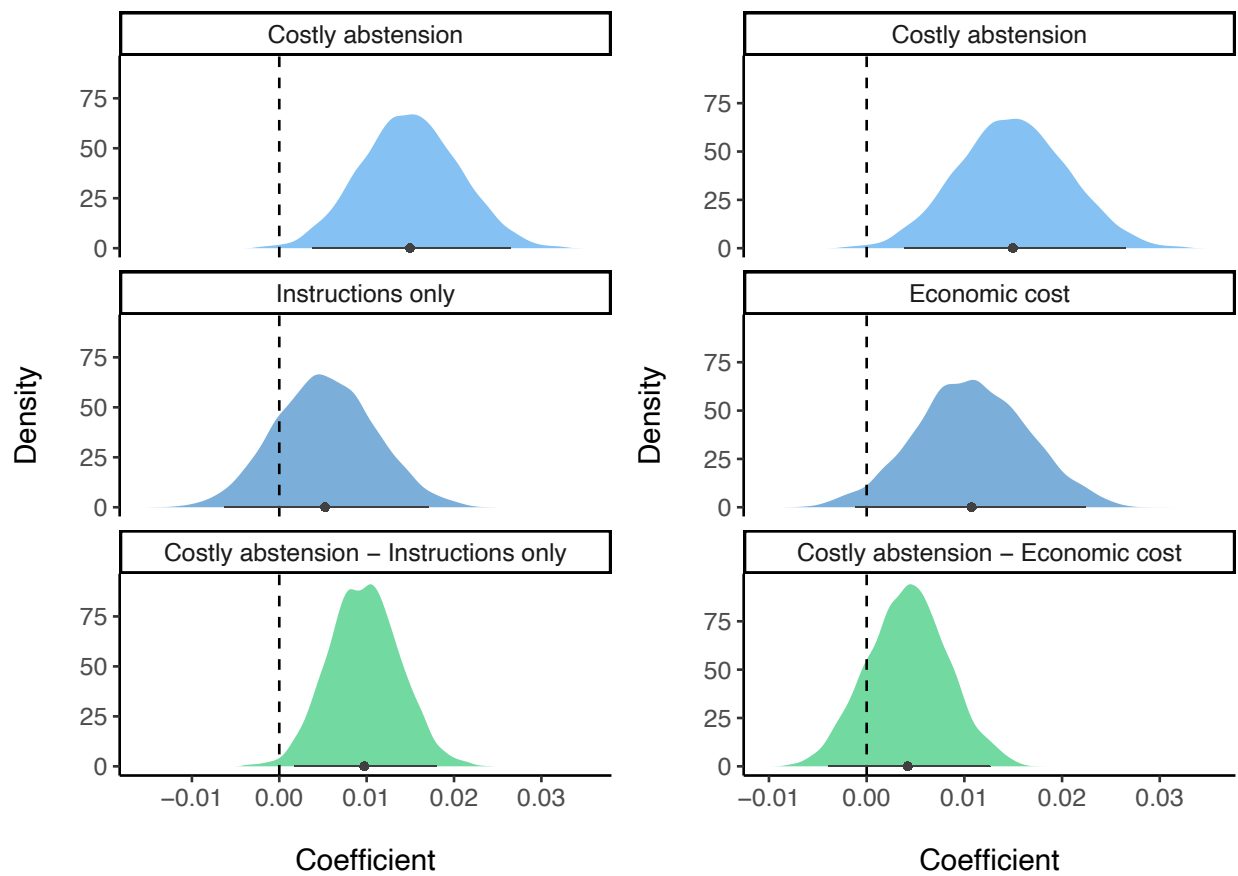 Costly abstension
75
50
25
0
Instructions only
75
50
25
0
Costly abstension − Instructions only
75
50
25
0
−0.01 0.00 0.01 0.02 0.03
Density
Coefficient
Costly abstension
75
50
25
0
Economic cost
75
50
25
0
Costly abstension − Economic cost
75
50
25
0
−0.01 0.00 0.01 0.02 0.03
Density
Coefficient